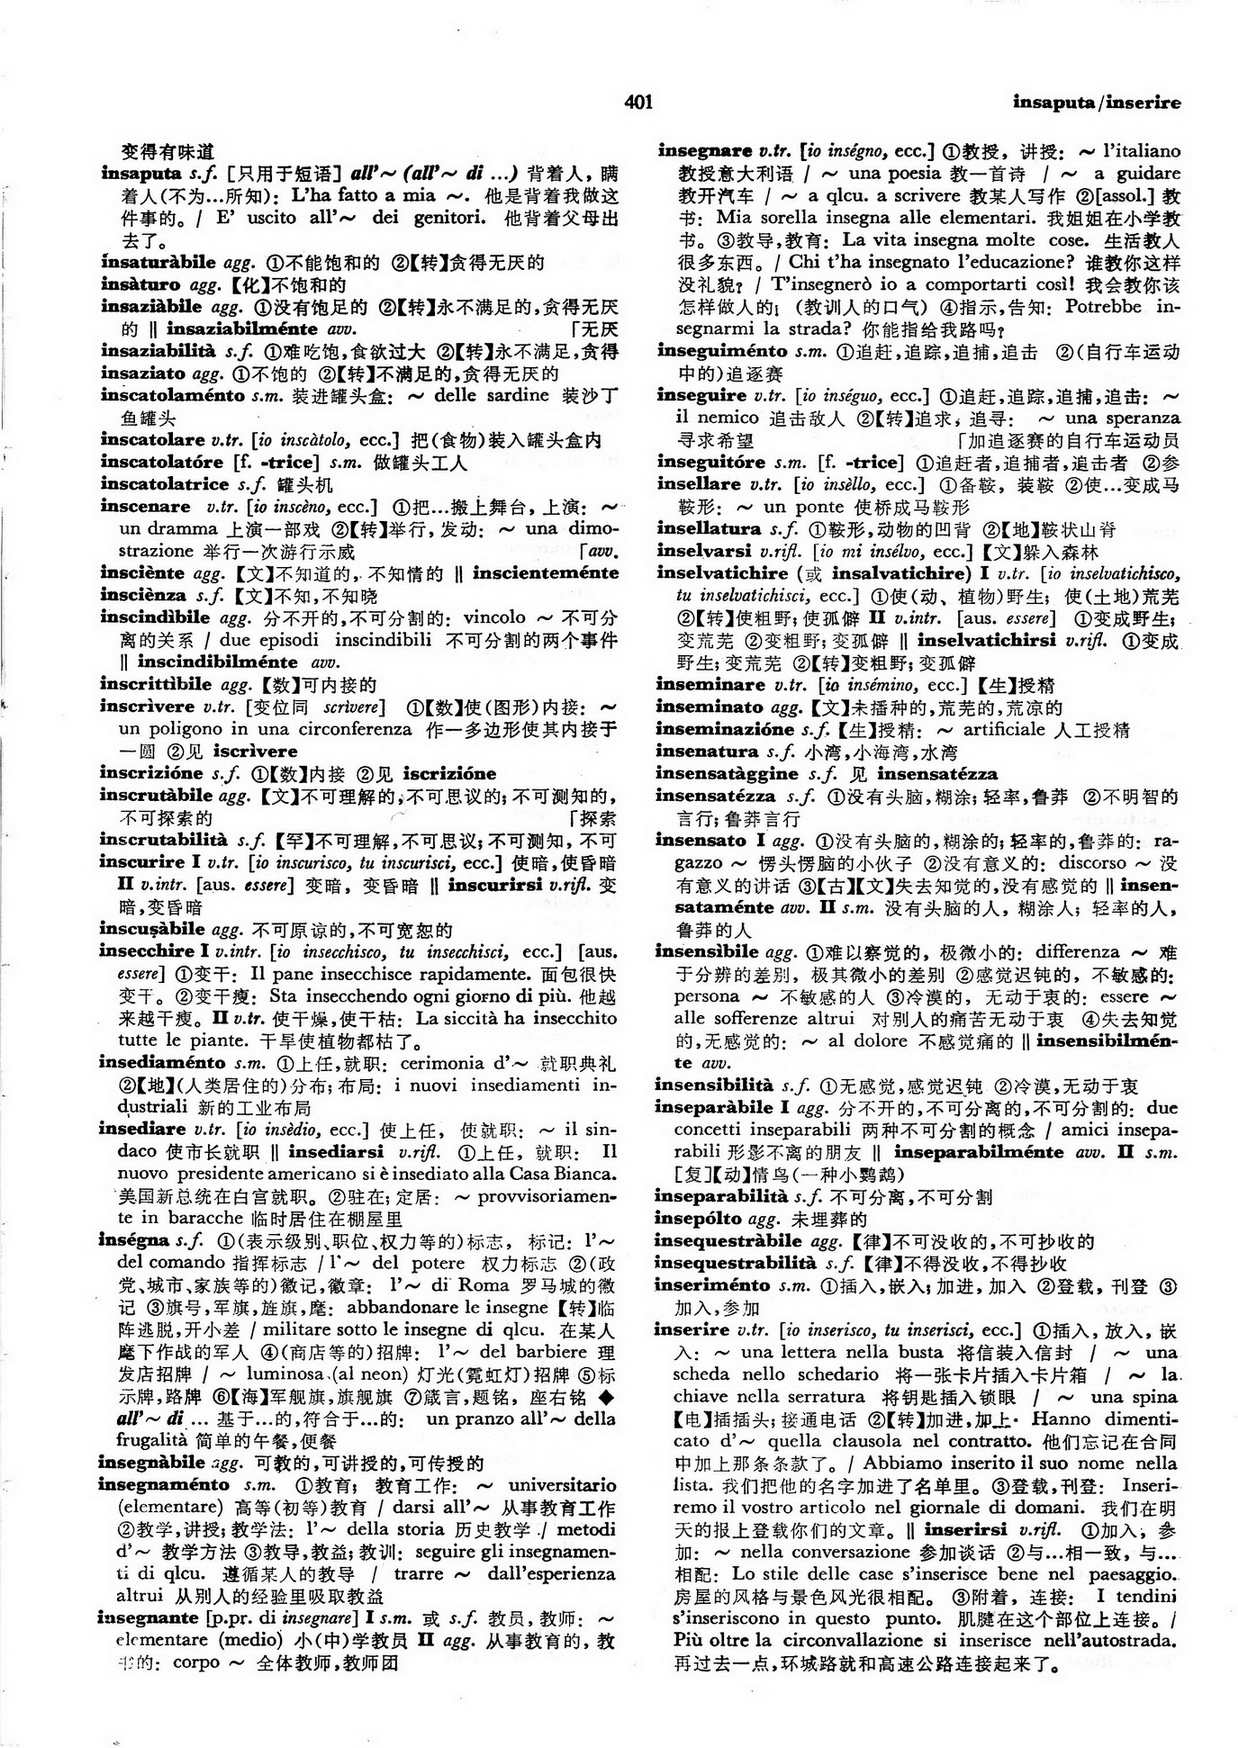 401
insaputa/inserire
变得有味道
insaputa s.f. [只用于短语] all'~ (all'~ di ...) 背着人，瞒
着人(不为...所知)： L'ha fatto a mia ~. 他是背着我做这
件事的。/ E' uscito all'~ dei genitori. 他背着父母出
去了。
insaturàbile agg. ①不能饱和的 ②【转】贪得无厌的
insàturo agg. 【化】不饱和的
insaziàbile agg. ①没有饱足的 ②【转】永不满足的,贪得无厌
的 ‖ insaziabilménte avv. 「无厌
insaziabilità s.f. ①难吃饱,食欲过大 ②【转】永不满足,贪得
insaziato agg. ①不饱的 ②【转】不满足的,贪得无厌的
inscatolaménto s.m. 装进罐头盒： ~ delle sardine 装沙丁
鱼罐头
inscatolare v.tr. [io inscàtolo, ecc.] 把(食物)装入罐头盒内
inscatolatóre [f. -trice] s.m. 做罐头工人
inscatolatrice s.f. 罐头机
inscenare v.tr. [io inscèno, ecc.] ①把...搬上舞台，上演： ~
un dramma 上演一部戏 ②【转】举行，发动： ~ una dimo-
strazione 举行一次游行示威 「avv.
insciènte agg. 【文】不知道的，不知情的 ‖ inscienteménte
insciènza s.f. 【文】不知,不知晓
inscindìbile agg. 分不开的,不可分割的： vincolo ~ 不可分
离的关系 / due episodi inscindibili 不可分割的两个事件
‖ inscindibilménte avv.
inscrittìbile agg. 【数】可内接的
inscrìvere v.tr. [变位同 scrivere] ①【数】使(图形)内接： ~
un poligono in una circonferenza 作一多边形使其内接于
一圆 ②见 iscrìvere
inscrizióne s.f. ①【数】内接 ②见 iscrizióne
inscrutàbile agg. 【文】不可理解的,不可思议的；不可测知的，
不可探索的 「探索
inscrutabilità s.f. 【罕】不可理解,不可思议；不可测知，不可
inscurire I v.tr. [io inscurisco, tu inscurisci, ecc.] 使暗,使昏暗
II v.intr. [aus. essere] 变暗，变昏暗 ‖ inscurirsi v.rifl. 变
暗,变昏暗
inscuṣàbile agg. 不可原谅的,不可宽恕的
insecchire I v.intr. [io insecchisco, tu insecchisci, ecc.] [aus.
essere] ①变干： Il pane insecchisce rapidamente. 面包很快
变干。②变干瘦： Sta insecchendo ogni giorno di più. 他越
来越干瘦。II v.tr. 使干燥,使干枯： La siccità ha insecchito
tutte le piante. 干旱使植物都枯了。
insediaménto s.m. ①上任,就职： cerimonia d'~ 就职典礼
②【地】(人类居住的)分布；布局： i nuovi insediamenti in-
dustriali 新的工业布局
insediare v.tr. [io insèdio, ecc.] 使上任，使就职： ~ il sin-
daco 使市长就职 ‖ insediarsi v.rifl. ①上任，就职： Il
nuovo presidente americano si è insediato alla Casa Bianca.
美国新总统在白宫就职。②驻在；定居： ~ provvisoriamen-
te in baracche 临时居住在棚屋里
inségna s.f. ①(表示级别、职位、权力等的)标志，标记： l'~
del comando 指挥标志 / l'~ del potere 权力标志 ②(政
党、城市、家族等的)徽记,徽章： l'~ di Roma 罗马城的徽
记 ③旗号,军旗,旌旗,麾： abbandonare le insegne 【转】临
阵逃脱,开小差 / militare sotto le insegne di qlcu. 在某人
麾下作战的军人 ④(商店等的)招牌： l'~ del barbiere 理
发店招牌 / ~ luminosa (al neon) 灯光(霓虹灯)招牌 ⑤标
示牌,路牌 ⑥【海】军舰旗,旗舰旗 ⑦箴言,题铭，座右铭 ◆
all'~ di ... 基于...的,符合于...的： un pranzo all'~ della
frugalità 简单的午餐,便餐
insegnàbile agg. 可教的,可讲授的,可传授的
insegnaménto s.m. ①教育；教育工作： ~ universitario
(elementare) 高等(初等)教育 / darsi all'~ 从事教育工作
②教学,讲授；教学法： l'~ della storia 历史教学 / metodi
d'~ 教学方法 ③教导,教益；教训： seguire gli insegnamen-
ti di qlcu. 遵循某人的教导 / trarre ~ dall'esperienza
altrui 从别人的经验里吸取教益
insegnante [p.pr. di insegnare] I s.m. 或 s.f. 教员,教师： ~
elementare (medio) 小(中)学教员 II agg. 从事教育的，教
书的： corpo ~ 全体教师,教师团
insegnare v.tr. [io inségno, ecc.] ①教授，讲授： ~ l'italiano
教授意大利语 / ~ una poesia 教一首诗 / ~ a guidare
教开汽车 / ~ a qlcu. a scrivere 教某人写作 ②[assol.] 教
书： Mia sorella insegna alle elementari. 我姐姐在小学教
书。③教导,教育： La vita insegna molte cose. 生活教人
很多东西。/ Chi t'ha insegnato l'educazione? 谁教你这样
没礼貌？/ T'insegnerò io a comportarti così! 我会教你该
怎样做人的！(教训人的口气) ④指示,告知： Potrebbe in-
segnarmi la strada? 你能指给我路吗？
inseguiménto s.m. ①追赶,追踪,追捕,追击 ②(自行车运动
中的)追逐赛
inseguire v.tr. [io inséguo, ecc.] ①追赶,追踪,追捕,追击： ~
il nemico 追击敌人 ②【转】追求，追寻： ~ una speranza
寻求希望 「加追逐赛的自行车运动员
inseguitóre s.m. [f. -trice] ①追赶者,追捕者,追击者 ②参
insellare v.tr. [io insèllo, ecc.] ①备鞍，装鞍 ②使...变成马
鞍形： ~ un ponte 使桥成马鞍形
insellatura s.f. ①鞍形,动物的凹背 ②【地】鞍状山脊
inselvarsi v.rifl. [io mi insélvo, ecc.] 【文】躲入森林
inselvatichire (或 insalvatichire) I v.tr. [io inselvatichisco,
tu inselvatichisci, ecc.] ①使(动、植物)野生；使(土地)荒芜
②【转】使粗野；使孤僻 II v.intr. [aus. essere] ①变成野生；
变荒芜 ②变粗野；变孤僻 ‖ inselvatichirsi v.rifl. ①变成
野生；变荒芜 ②【转】变粗野；变孤僻
inseminare v.tr. [io insémino, ecc.] 【生】授精
inseminato agg. 【文】未播种的,荒芜的,荒凉的
inseminazióne s.f. 【生】授精： ~ artificiale 人工授精
insenatura s.f. 小湾,小海湾,水湾
insensatàggine s.f. 见 insensatézza
insensatézza s.f. ①没有头脑,糊涂；轻率,鲁莽 ②不明智的
言行；鲁莽言行
insensato I agg. ①没有头脑的,糊涂的；轻率的,鲁莽的： ra-
gazzo ~ 愣头愣脑的小伙子 ②没有意义的： discorso ~ 没
有意义的讲话 ③【古】【文】失去知觉的,没有感觉的 ‖ insen-
sataménte avv. II s.m. 没有头脑的人，糊涂人；轻率的人，
鲁莽的人
insensìbile agg. ①难以察觉的，极微小的： differenza ~ 难
于分辨的差别，极其微小的差别 ②感觉迟钝的，不敏感的：
persona ~ 不敏感的人 ③冷漠的，无动于衷的： essere ~
alle sofferenze altrui 对别人的痛苦无动于衷 ④失去知觉
的,无感觉的： ~ al dolore 不感觉痛的 ‖ insensibilmén-
te avv.
insensibilità s.f. ①无感觉,感觉迟钝 ②冷漠,无动于衷
inseparàbile I agg. 分不开的,不可分离的,不可分割的： due
concetti inseparabili 两种不可分割的概念 / amici insepa-
rabili 形影不离的朋友 ‖ inseparabilménte avv. II s.m.
[复]【动】情鸟(一种小鹦鹉)
inseparabilità s.f. 不可分离,不可分割
insepólto agg. 未埋葬的
insequestràbile agg. 【律】不可没收的,不可抄收的
insequestrabilità s.f. 【律】不得没收,不得抄收
inseriménto s.m. ①插入,嵌入；加进，加入 ②登载，刊登 ③
加入,参加
inserire v.tr. [io inserisco, tu inserisci, ecc.] ①插入，放入，嵌
入： ~ una lettera nella busta 将信装入信封 / ~ una
scheda nello schedario 将一张卡片插入卡片箱 / ~ la
chiave nella serratura 将钥匙插入锁眼 / ~ una spina
【电】插插头；接通电话 ②【转】加进,加上· Hanno dimenti-
cato d'~ quella clausola nel contratto. 他们忘记在合同
中加上那条条款了。/ Abbiamo inserito il suo nome nella
lista. 我们把他的名字加进了名单里。③登载,刊登： Inseri-
remo il vostro articolo nel giornale di domani. 我们在明
天的报上登载你们的文章。‖ inserirsi v.rifl. ①加入，参
加： ~ nella conversazione 参加谈话 ②与...相一致，与...
相配： Lo stile delle case s'inserisce bene nel paesaggio.
房屋的风格与景色风光很相配。③附着，连接： I tendini
s'inseriscono in questo punto. 肌腱在这个部位上连接。/
Più oltre la circonvallazione si inserisce nell'autostrada.
再过去一点,环城路就和高速公路连接起来了。